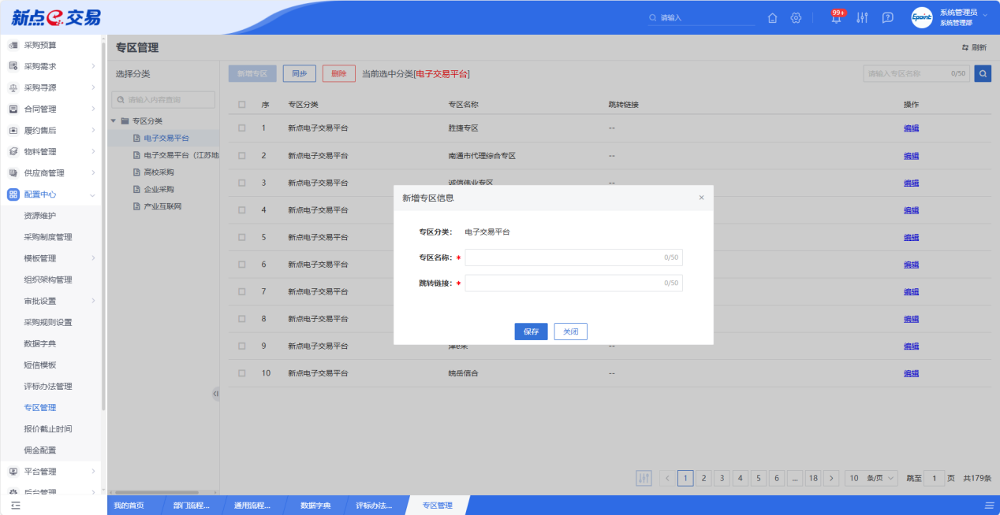 新点e交易
请输入
99+
Epoint
系统管理员
系统管理部
采购预算
采购需求
采购寻源
合同管理
履约售后
物料管理
供应商管理
配置中心
资源维护
采购制度管理
模板管理
组织架构管理
审批设置
采购规则设置
数据字典
短信模板
评标办法管理
专区管理
报价截止时间
佣金配置
平台管理
后台管理
专区管理
刷新
选择分类
请输入内容查询
专区分类
电子交易平台
电子交易平台（江苏地
高校采购
企业采购
产业互联网
新增专区 同步 删除 当前选中分类[电子交易平台]
请输入专区名称 0/50
序 专区分类 专区名称 跳转链接 操作
1 新点电子交易平台 胜捷专区 -- 编辑
2 新点电子交易平台 南通市代理综合专区 -- 编辑
3 新点电子交易平台 诚信伟业专区 -- 编辑
4 新点电子交易平台 编辑
5 新点电子交易平台 编辑
6 新点电子交易平台 编辑
7 新点电子交易平台 编辑
8 新点电子交易平台 编辑
9 新点电子交易平台 -- 编辑
10 新点电子交易平台 皖岳信合 -- 编辑
新增专区信息 ×
专区分类： 电子交易平台
专区名称：* 0/50
跳转链接：* 0/50
保存 关闭
1 2 3 4 5 6 ... 18 10 条/页 跳至 1 页 共179条
我的首页 部门流程... 通用流程... 数据字典 评标办法... 专区管理